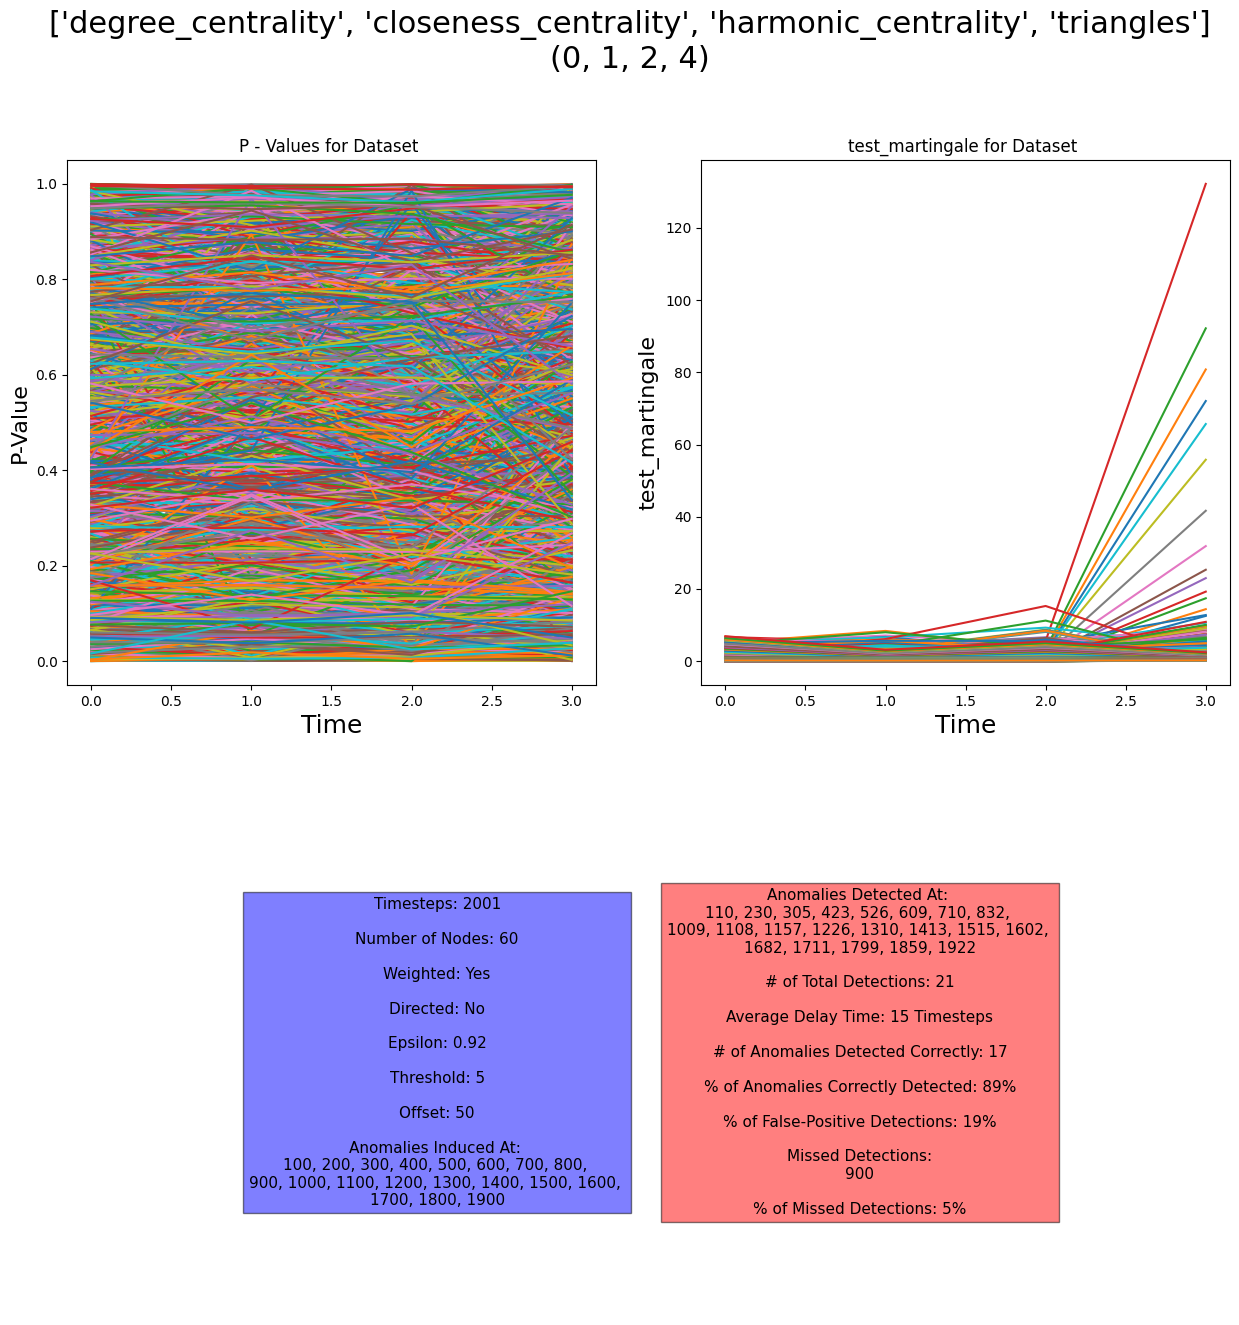 ['degree_centrality', 'closeness_centrality', 'harmonic_centrality', 'triangles']
(0, 1, 2, 4)
P - Values for Dataset
1.0
0.8
0.6
0.4
0.2
0.0
P-Value
0.0 0.5 1.0 1.5 2.0 2.5 3.0
Time
test_martingale for Dataset
120
100
80
60
40
20
0
test_martingale
0.0 0.5 1.0 1.5 2.0 2.5 3.0
Time
Timesteps: 2001
Number of Nodes: 60
Weighted: Yes
Directed: No
Epsilon: 0.92
Threshold: 5
Offset: 50
Anomalies Induced At:
100, 200, 300, 400, 500, 600, 700, 800,
900, 1000, 1100, 1200, 1300, 1400, 1500, 1600,
1700, 1800, 1900
Anomalies Detected At:
110, 230, 305, 423, 526, 609, 710, 832,
1009, 1108, 1157, 1226, 1310, 1413, 1515, 1602,
1682, 1711, 1799, 1859, 1922
# of Total Detections: 21
Average Delay Time: 15 Timesteps
# of Anomalies Detected Correctly: 17
% of Anomalies Correctly Detected: 89%
% of False-Positive Detections: 19%
Missed Detections:
900
% of Missed Detections: 5%